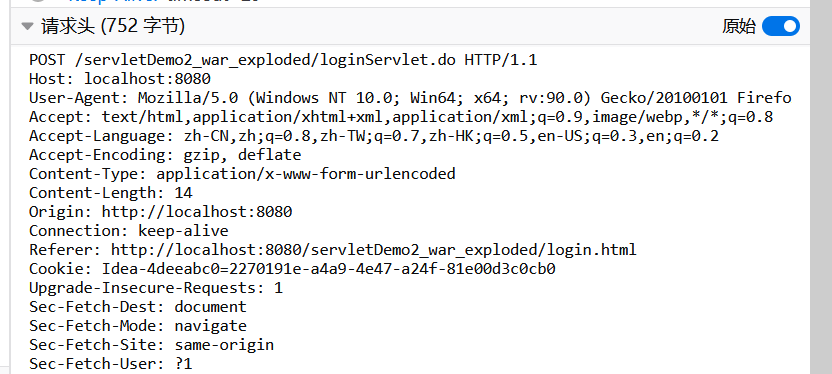 请求头 (752 字节)
原始
POST /servletDemo2_war_exploded/loginServlet.do HTTP/1.1
Host: localhost:8080
User-Agent: Mozilla/5.0 (Windows NT 10.0; Win64; x64; rv:90.0) Gecko/20100101 Firefo
Accept: text/html,application/xhtml+xml,application/xml;q=0.9,image/webp,*/*;q=0.8
Accept-Language: zh-CN,zh;q=0.8,zh-TW;q=0.7,zh-HK;q=0.5,en-US;q=0.3,en;q=0.2
Accept-Encoding: gzip, deflate
Content-Type: application/x-www-form-urlencoded
Content-Length: 14
Origin: http://localhost:8080
Connection: keep-alive
Referer: http://localhost:8080/servletDemo2_war_exploded/login.html
Cookie: Idea-4deeabc0=2270191e-a4a9-4e47-a24f-81e00d3c0cb0
Upgrade-Insecure-Requests: 1
Sec-Fetch-Dest: document
Sec-Fetch-Mode: navigate
Sec-Fetch-Site: same-origin
Sec-Fetch-User: ?1